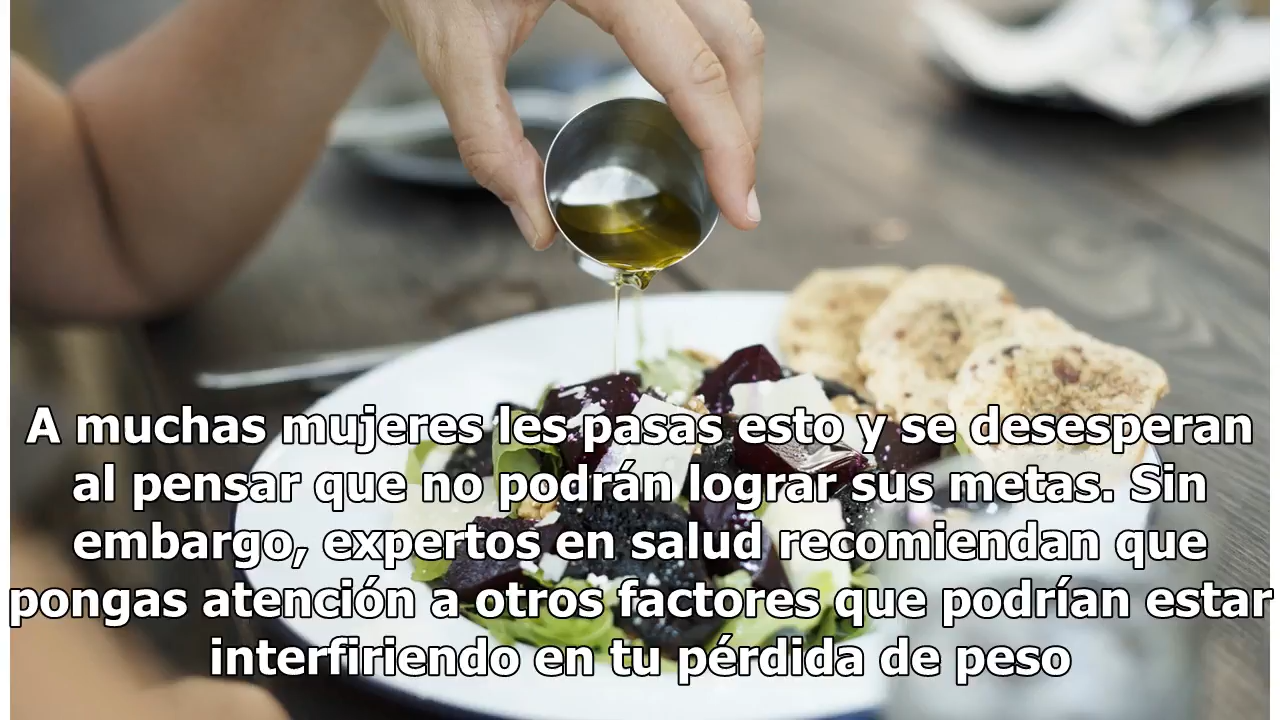 A muchas mujeres les pasas esto y se desesperan
al pensar que no podrán lograr sus metas. Sin
embargo, expertos en salud recomiendan que
pongas atención a otros factores que podrían estar
interfiriendo en tu pérdida de peso